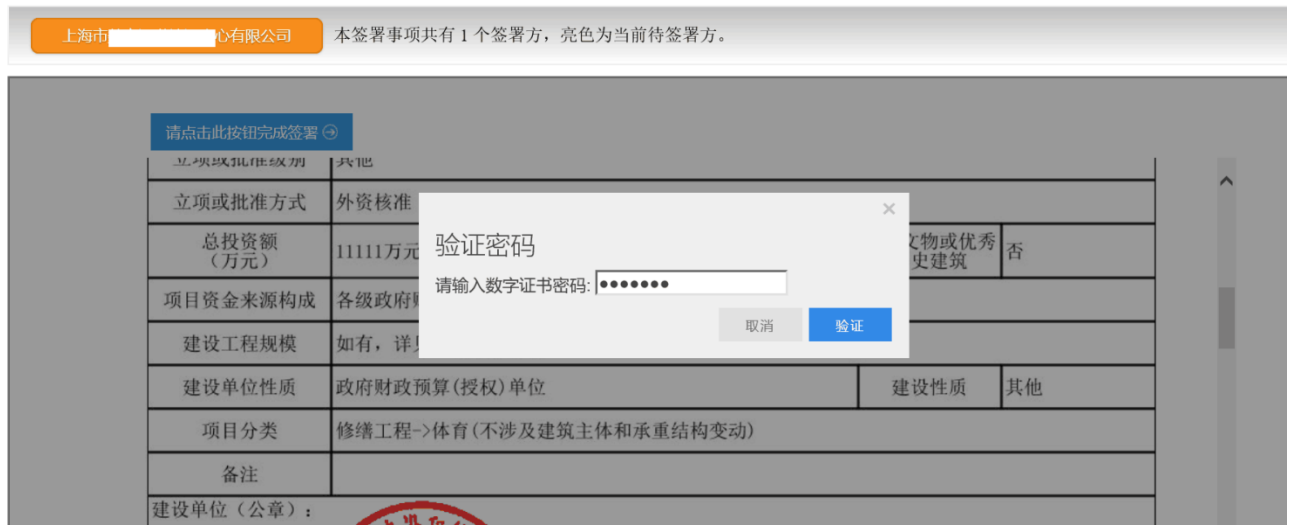 上海市 心有限公司 本签署事项共有 1 个签署方，亮色为当前待签署方。
请点击此按钮完成签署
立项或批准级别 其他
立项或批准方式 外资核准
总投资额 文物或优秀
（万元） 11111万元 史建筑 否
验证密码
请输入数字证书密码:
取消 验证
项目资金来源构成 各级政府
建设工程规模 如有，详
建设单位性质 政府财政预算(授权)单位 建设性质 其他
项目分类 修缮工程->体育(不涉及建筑主体和承重结构变动)
备注
建设单位（公章）: